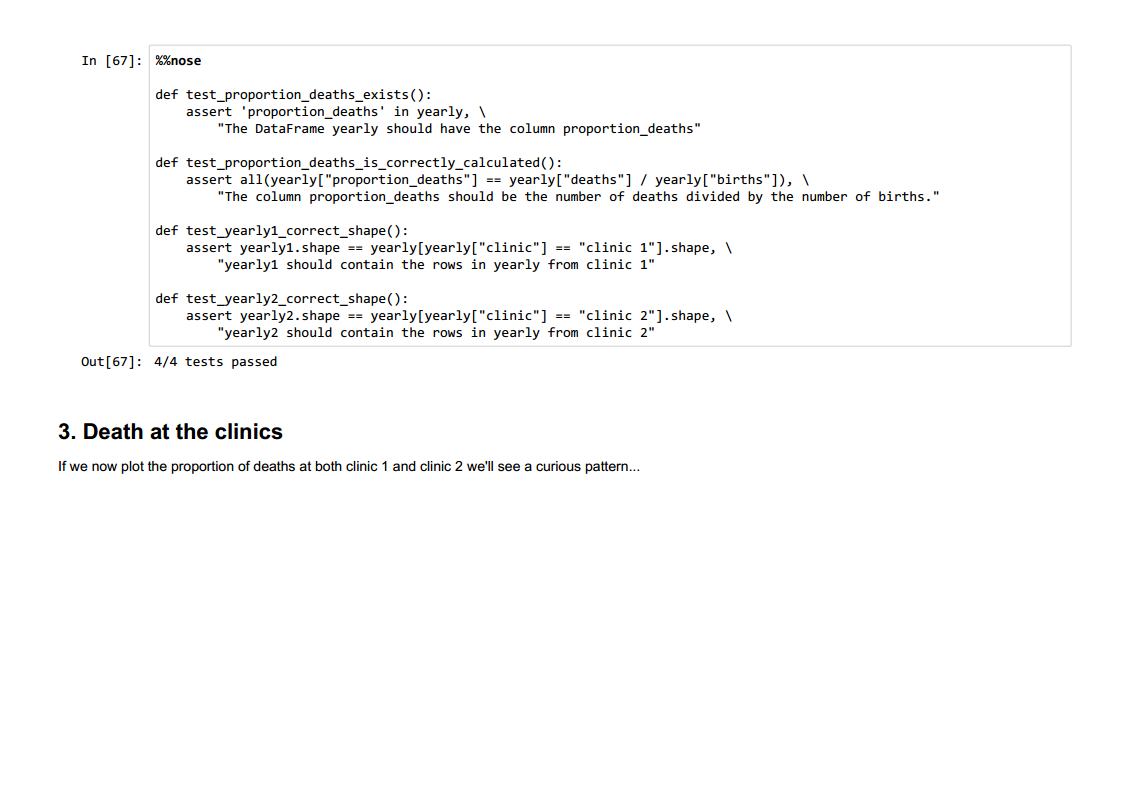 In [67]: %%nose
def test_proportion_deaths_exists():
    assert 'proportion_deaths' in yearly, \
        "The DataFrame yearly should have the column proportion_deaths"
def test_proportion_deaths_is_correctly_calculated():
    assert all(yearly["proportion_deaths"] == yearly["deaths"] / yearly["births"]), \
        "The column proportion_deaths should be the number of deaths divided by the number of births."
def test_yearly1_correct_shape():
    assert yearly1.shape == yearly[yearly["clinic"] == "clinic 1"].shape, \
        "yearly1 should contain the rows in yearly from clinic 1"
def test_yearly2_correct_shape():
    assert yearly2.shape == yearly[yearly["clinic"] == "clinic 2"].shape, \
        "yearly2 should contain the rows in yearly from clinic 2"
Out[67]: 4/4 tests passed
3. Death at the clinics
If we now plot the proportion of deaths at both clinic 1 and clinic 2 we'll see a curious pattern...